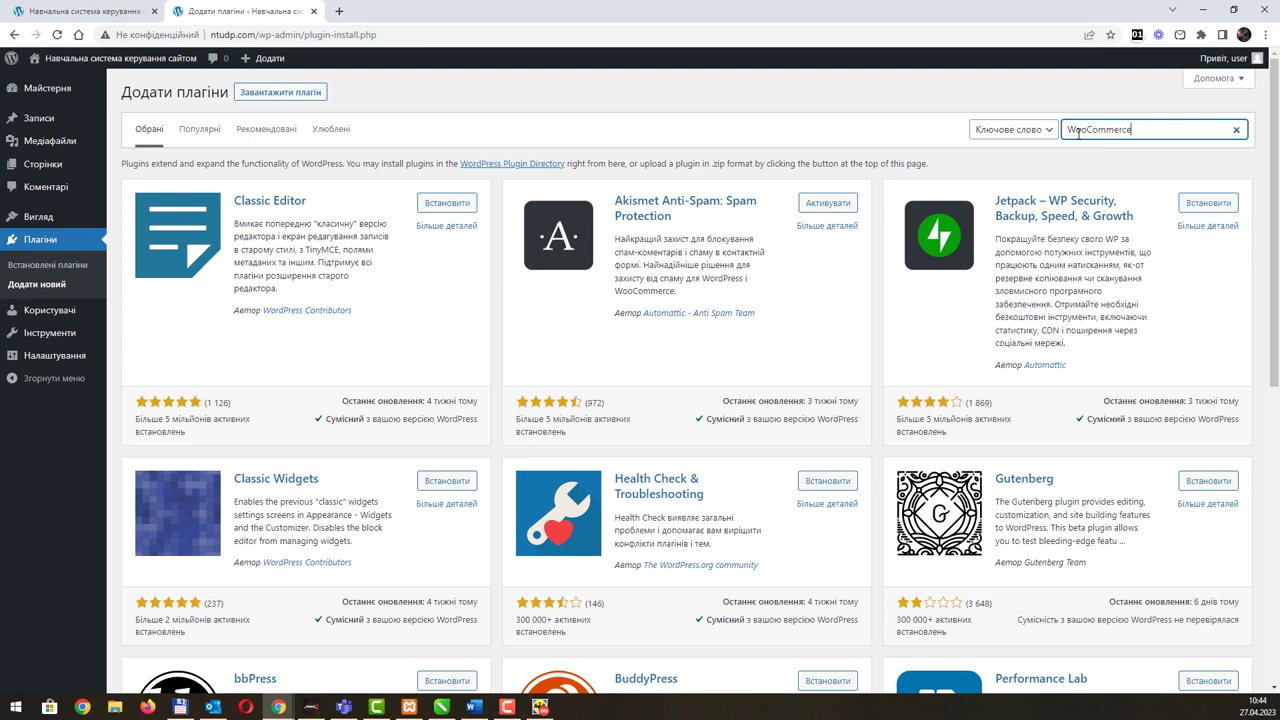 Навчальна система керування с
Додати плагіни ‹ Навчальна сис
Не конфіденційний
ntudp.com/wp-admin/plugin-install.php
Навчальна система керування сайтом
0
Додати
Привіт, user
Майстерня
Записи
Медіафайли
Сторінки
Коментарі
Вигляд
Плагіни
Встановлені плагіни
Додати новий
Користувачі
Інструменти
Налаштування
Згорнути меню
Додати плагіни
Завантажити плагін
Допомога
Обрані
Популярні
Рекомендовані
Улюблені
Ключове слово
WooCommerce
Plugins extend and expand the functionality of WordPress. You may install plugins in the WordPress Plugin Directory right from here, or upload a plugin in .zip format by clicking the button at the top of this page.
Classic Editor
Встановити
Більше деталей
Вмикає попередню "класичну" версію
редактора і екран редагування записів
в старому стилі, з TinyMCE, полями
метаданих та іншим. Підтримує всі
плагіни розширення старого
редактора.
Автор WordPress Contributors
(1 126)
Останнє оновлення: 4 тижні тому
Більше 5 мільйонів активних
встановлень
Сумісний з вашою версією WordPress
Akismet Anti-Spam: Spam
Protection
Активувати
Більше деталей
Найкращий захист для блокування
спам-коментарів і спаму в контактній
формі. Найнадійніше рішення для
захисту від спаму для WordPress і
WooCommerce.
Автор Automattic - Anti Spam Team
(972)
Останнє оновлення: 3 тижні тому
Більше 5 мільйонів активних
встановлень
Сумісний з вашою версією WordPress
Jetpack – WP Security,
Backup, Speed, & Growth
Встановити
Більше деталей
Покращуйте безпеку свого WP за
допомогою потужних інструментів, що
працюють одним натисканням, як-от
резервне копіювання чи сканування
зловмисного програмного
забезпечення. Отримайте необхідні
безкоштовні інструменти, включаючи
статистику, CDN і поширення через
соціальні мережі.
Автор Automattic
(1 869)
Останнє оновлення: 3 тижні тому
Більше 5 мільйонів активних
встановлень
Сумісний з вашою версією WordPress
Classic Widgets
Встановити
Більше деталей
Enables the previous "classic" widgets
settings screens in Appearance - Widgets
and the Customizer. Disables the block
editor from managing widgets.
Автор WordPress Contributors
(237)
Останнє оновлення: 4 тижні тому
Більше 2 мільйонів активних
встановлень
Сумісний з вашою версією WordPress
Health Check &
Troubleshooting
Встановити
Більше деталей
Health Check виявляє загальні
проблеми і допомагає вам вирішити
конфлікти плагінів і тем.
Автор The WordPress.org community
(146)
Останнє оновлення: 4 тижні тому
300 000+ активних
встановлень
Сумісний з вашою версією WordPress
Gutenberg
Встановити
Більше деталей
The Gutenberg plugin provides editing,
customization, and site building features
to WordPress. This beta plugin allows
you to test bleeding-edge featu ...
Автор Gutenberg Team
(3 648)
Останнє оновлення: 6 днів тому
300 000+ активних
встановлень
Сумісність з вашою версією WordPress не перевірялася
bbPress
Встановити
BuddyPress
Встановити
Performance Lab
Встановити
10:44
27.04.2023